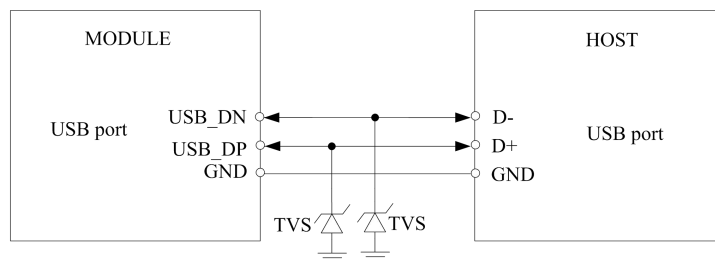 MODULE
HOST
USB_DN
D-
USB port
USB port
USB_DP
D+
GND
GND
TVS
TVS